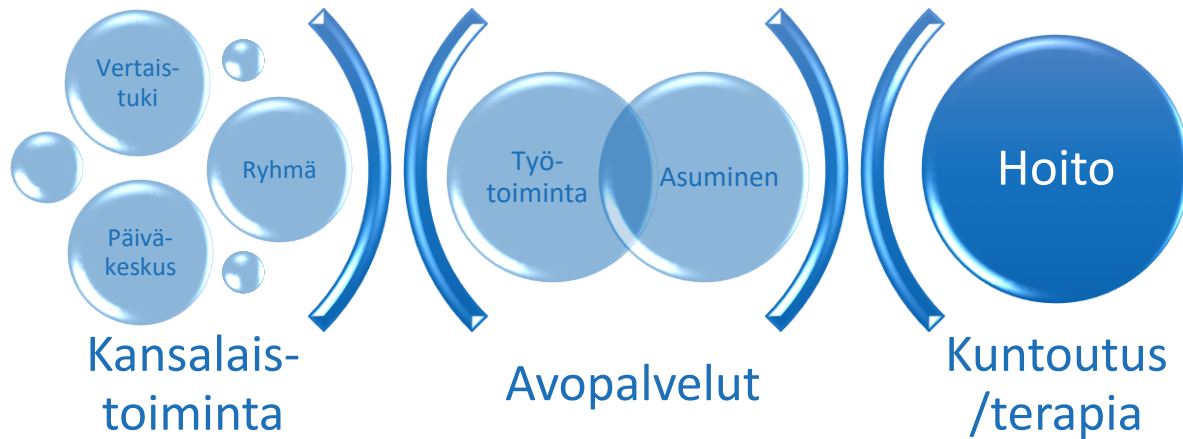 Vertais-
tuki
Ryhmä
Päivä-
keskus
Kansalais-
toiminta
Työ-
toiminta
Asuminen
Avopalvelut
Hoito
Kuntoutus
/terapia